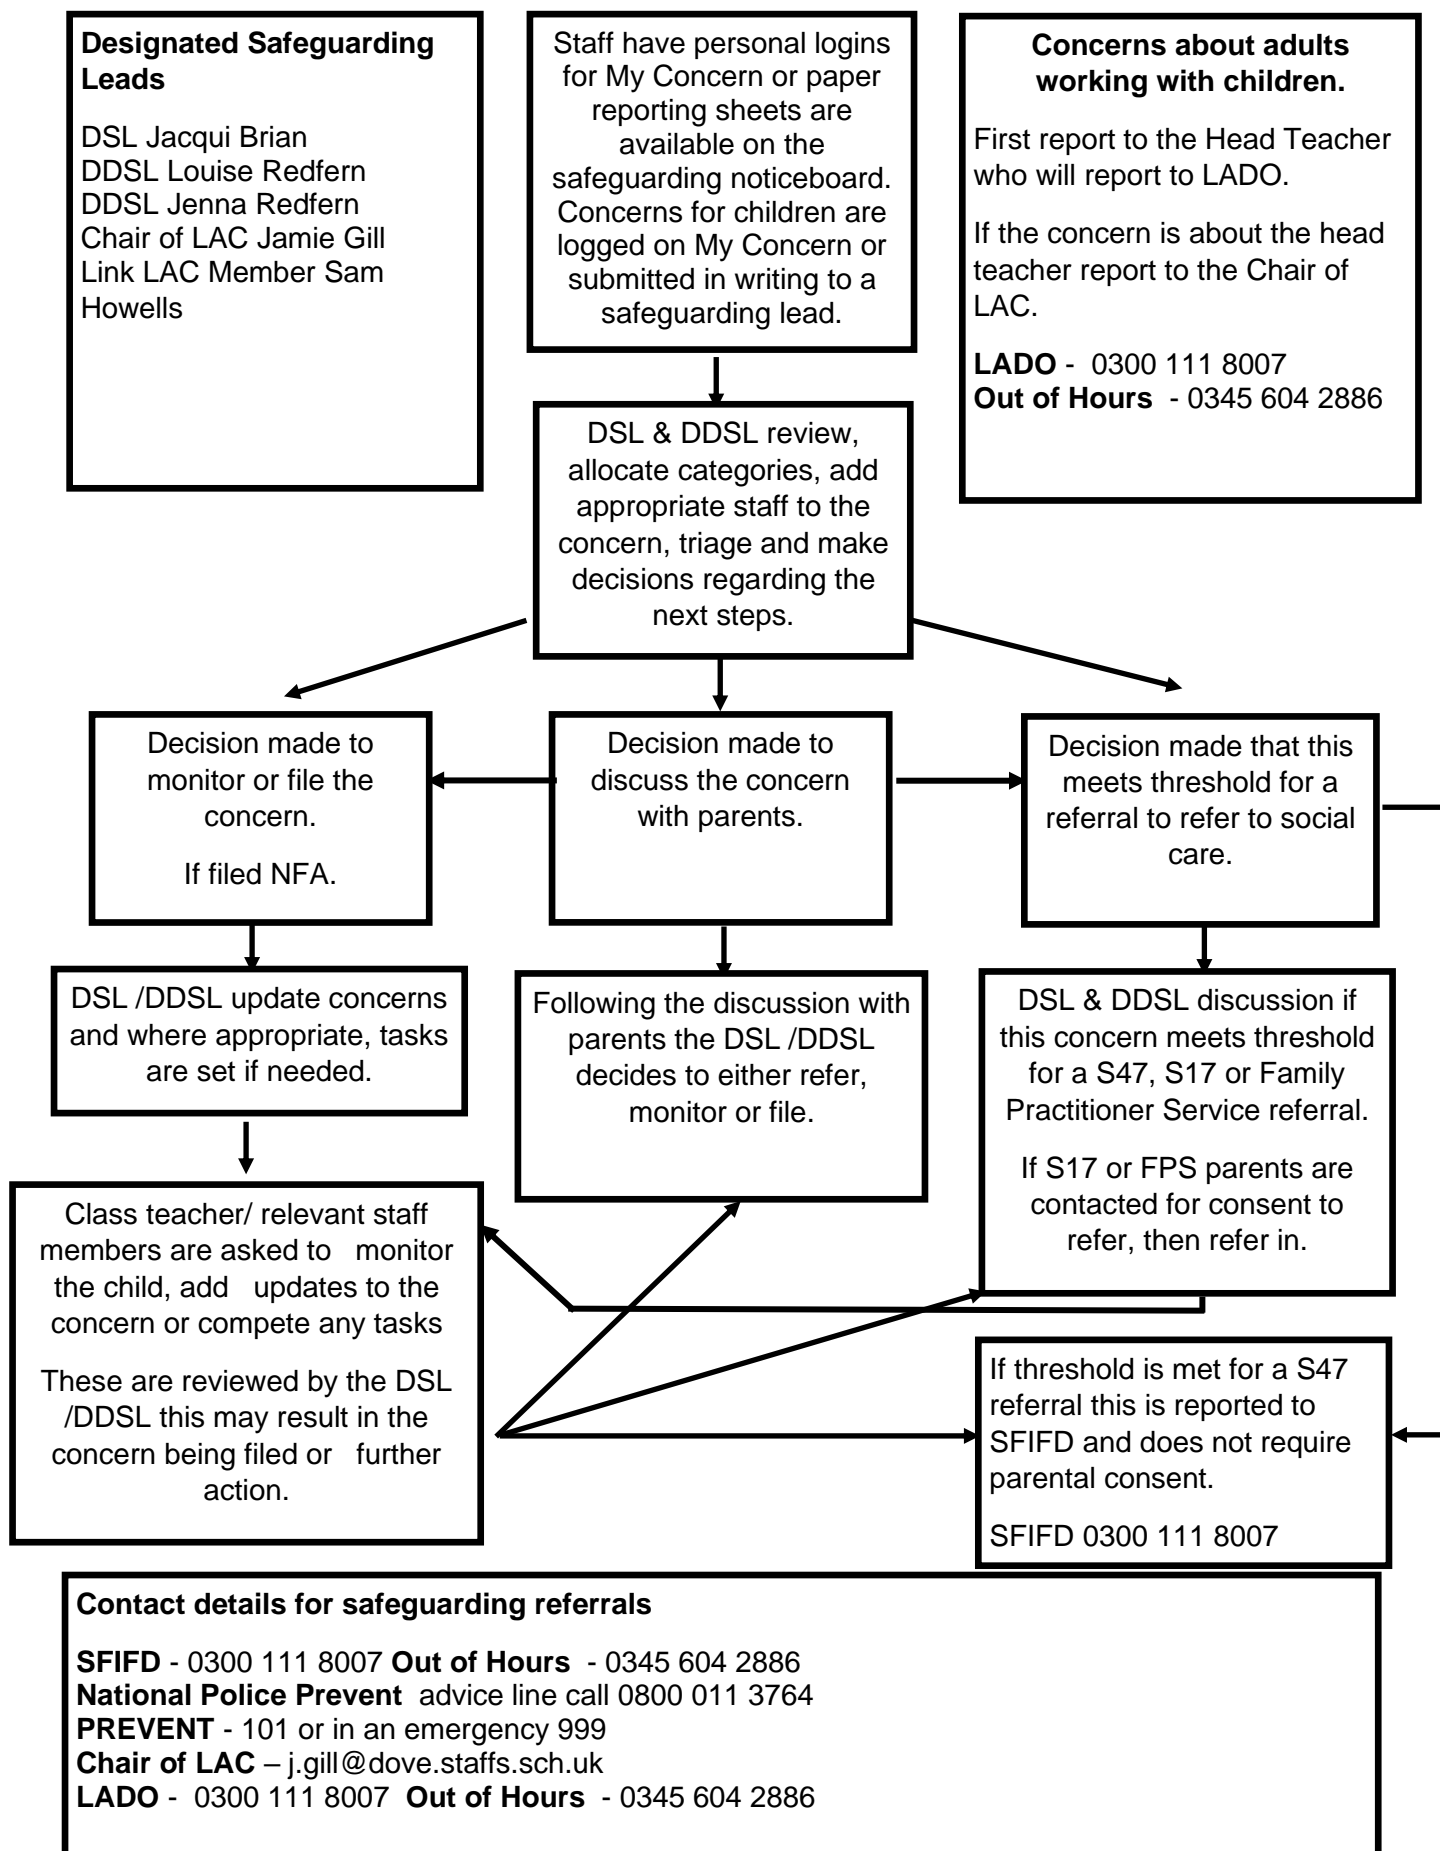 Designated Safeguarding
Leads
DSL Jacqui Brian
DDSL Louise Redfern
DDSL Jenna Redfern
Chair of LAC Jamie Gill
Link LAC Member Sam
Howells
Staff have personal logins
for My Concern or paper
reporting sheets are
available on the
safeguarding noticeboard.
Concerns for children are
logged on My Concern or
submitted in writing to a
safeguarding lead.
Concerns about adults
working with children.
First report to the Head Teacher
who will report to LADO.
If the concern is about the head
teacher report to the Chair of
LAC.
LADO - 0300 111 8007
Out of Hours - 0345 604 2886
DSL & DDSL review,
allocate categories, add
appropriate staff to the
concern, triage and make
decisions regarding the
next steps.
Decision made to
monitor or file the
concern.
If filed NFA.
Decision made to
discuss the concern
with parents.
Decision made that this
meets threshold for a
referral to refer to social
care.
DSL /DDSL update concerns
and where appropriate, tasks
are set if needed.
Following the discussion with
parents the DSL /DDSL
decides to either refer,
monitor or file.
DSL & DDSL discussion if
this concern meets threshold
for a S47, S17 or Family
Practitioner Service referral.
If S17 or FPS parents are
contacted for consent to
refer, then refer in.
Class teacher/ relevant staff
members are asked to monitor
the child, add updates to the
concern or compete any tasks
These are reviewed by the DSL
/DDSL this may result in the
concern being filed or further
action.
If threshold is met for a S47
referral this is reported to
SFIFD and does not require
parental consent.
SFIFD 0300 111 8007
Contact details for safeguarding referrals
SFIFD - 0300 111 8007 Out of Hours - 0345 604 2886
National Police Prevent advice line call 0800 011 3764
PREVENT - 101 or in an emergency 999
Chair of LAC – j.gill@dove.staffs.sch.uk
LADO - 0300 111 8007 Out of Hours - 0345 604 2886